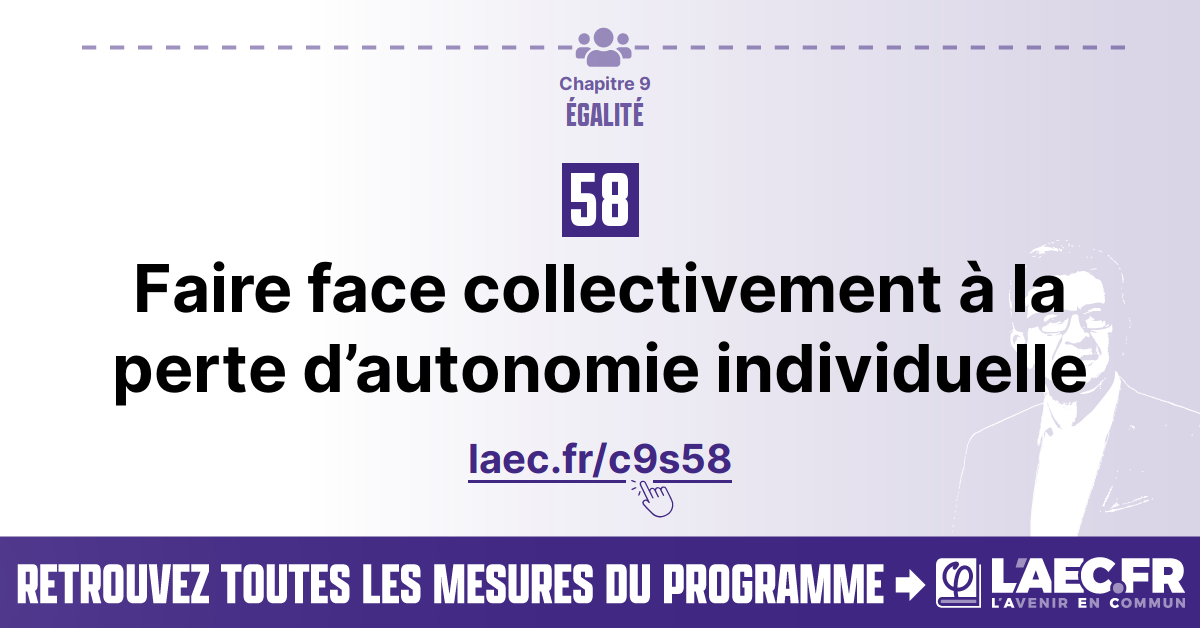 Chapitre 9
ÉGALITÉ
58
Faire face collectivement à la
perte d’autonomie individuelle
laec.fr/c9s58
RETROUVEZ TOUTES LES MESURES DU PROGRAMME
φ
L'AEC.FR
L'AVENIR EN COMMUN